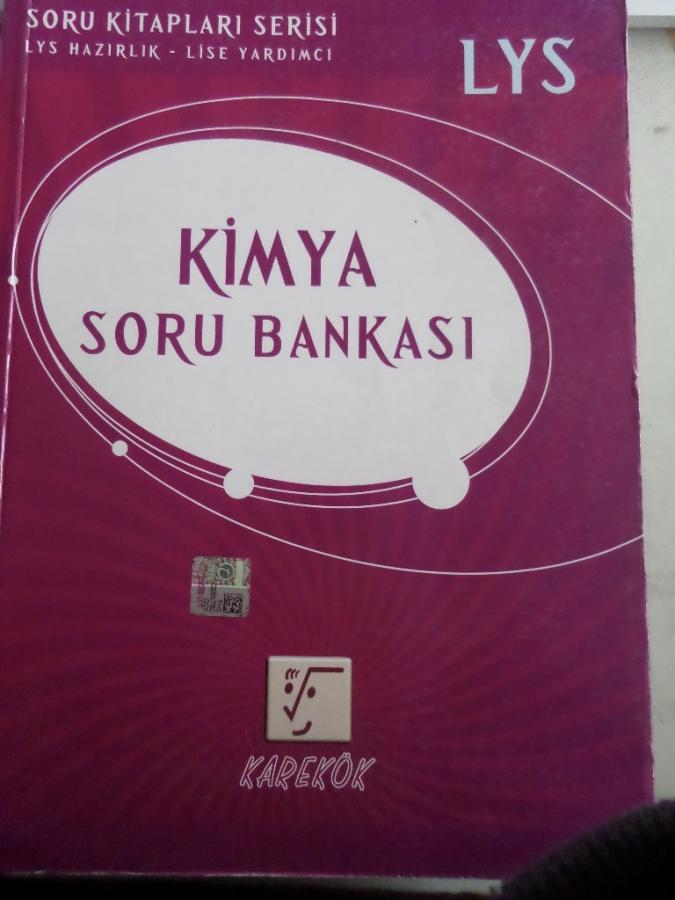 SORU KİTAPLARI SERİSİ
LYS HAZIRLIK - LİSE YARDIMCI
LYS
KİMYA
SORU BANKASI
KAREKÖK